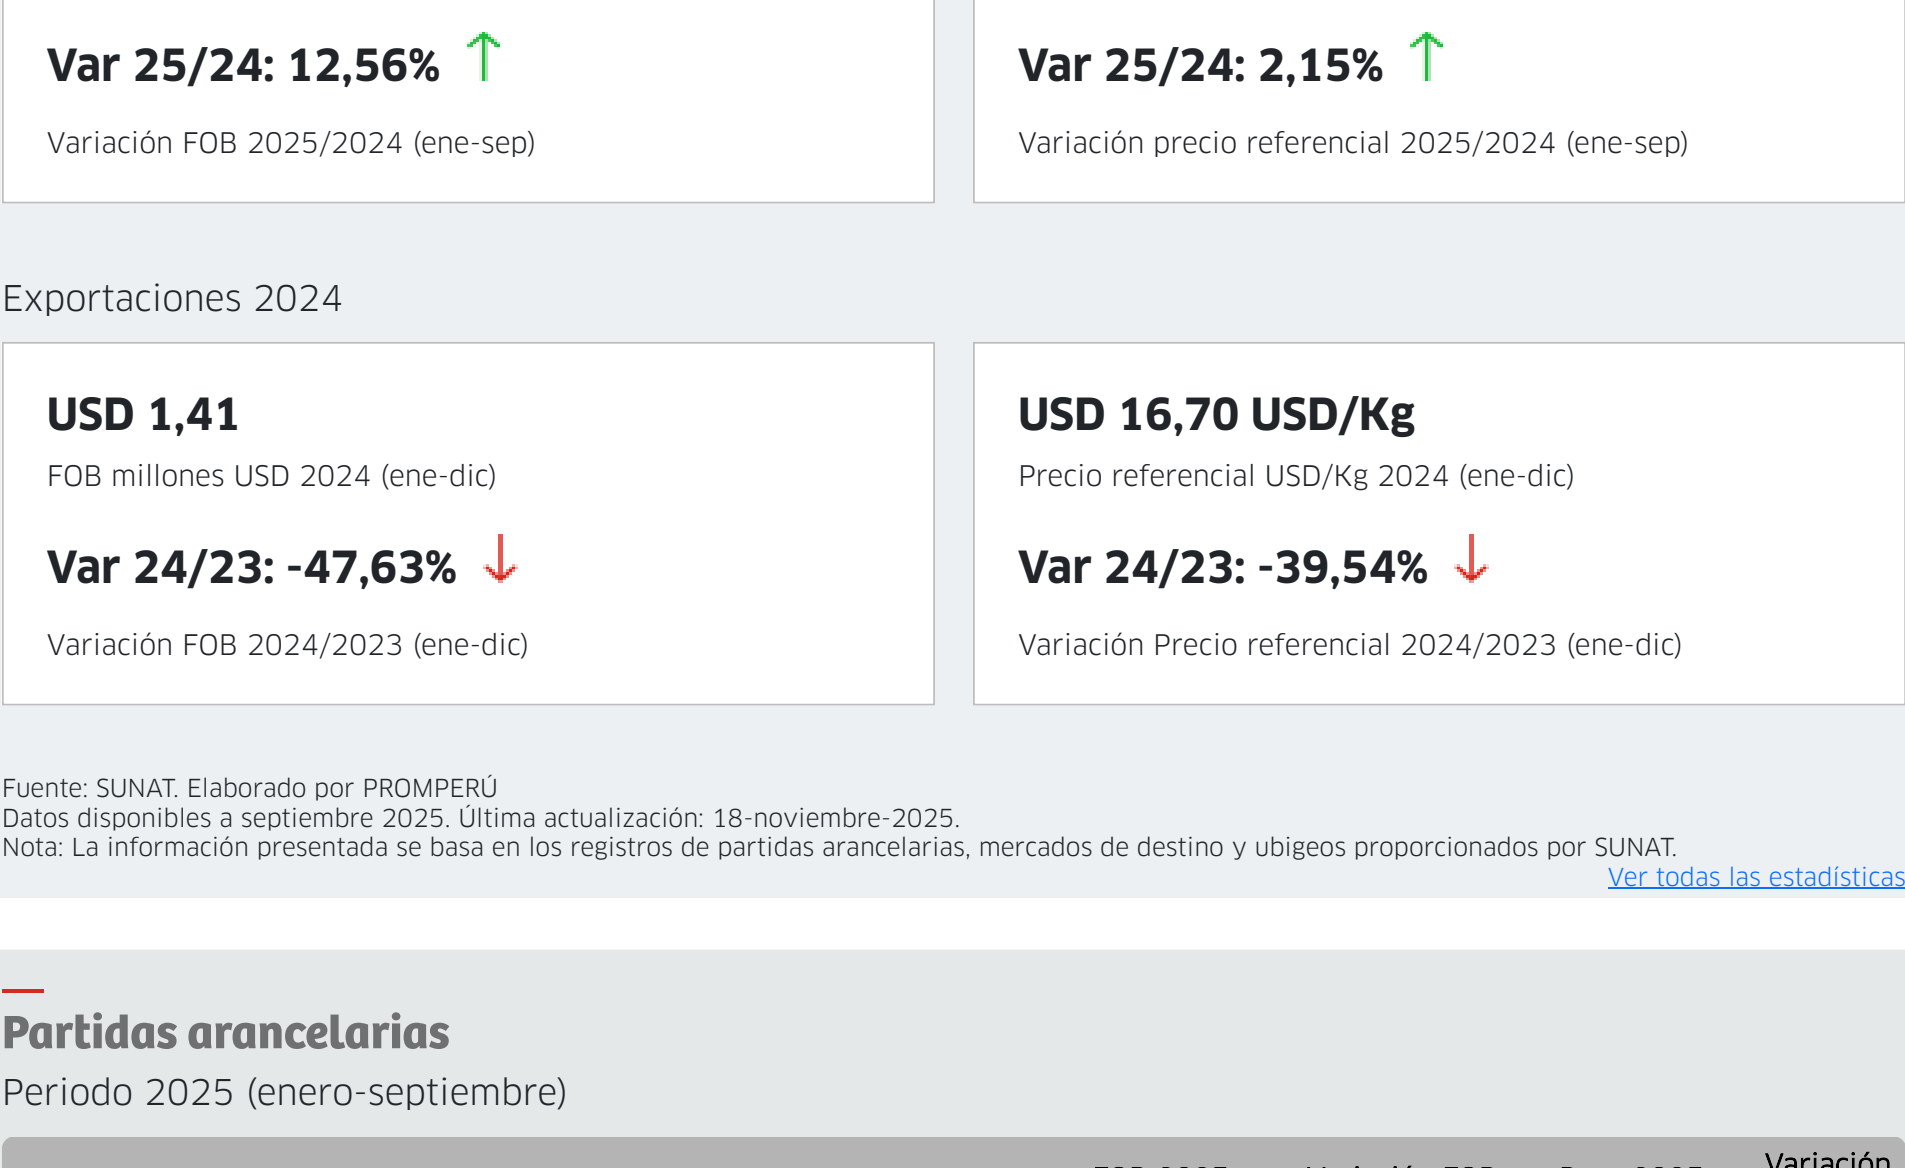 Var 25/24: 12,56%
Variación FOB 2025/2024 (ene-sep)
Var 25/24: 2,15%
Variación precio referencial 2025/2024 (ene-sep)
Exportaciones 2024
USD 1,41
FOB millones USD 2024 (ene-dic)
Var 24/23: -47,63%
Variación FOB 2024/2023 (ene-dic)
USD 16,70 USD/Kg
Precio referencial USD/Kg 2024 (ene-dic)
Var 24/23: -39,54%
Variación Precio referencial 2024/2023 (ene-dic)
Fuente: SUNAT. Elaborado por PROMPERÚ
Datos disponibles a septiembre 2025. Última actualización: 18-noviembre-2025.
Nota: La información presentada se basa en los registros de partidas arancelarias, mercados de destino y ubigeos proporcionados por SUNAT.
Ver todas las estadísticas
Partidas arancelarias
Periodo 2025 (enero-septiembre)
Variación